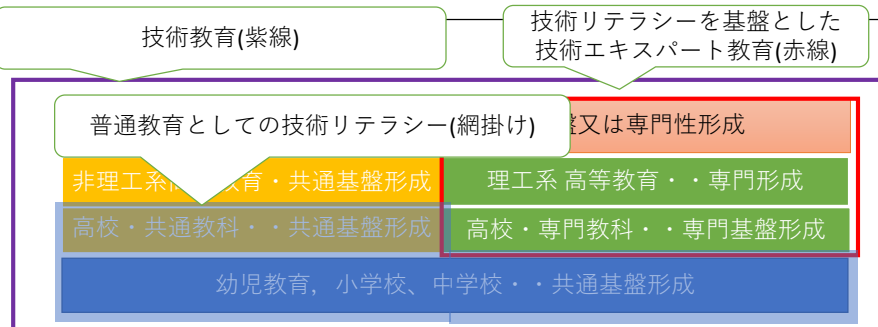 技術教育(紫線)
技術リテラシーを基盤とした
技術エキスパート教育(赤線)
普通教育としての技術リテラシー(網掛け)
盤又は専門性形成
非理工系高 教育・共通基盤形成
理工系 高等教育・・専門形成
高校・共通教科・・共通基盤形成
高校・専門教科・・専門基盤形成
幼児教育，小学校、中学校・・共通基盤形成